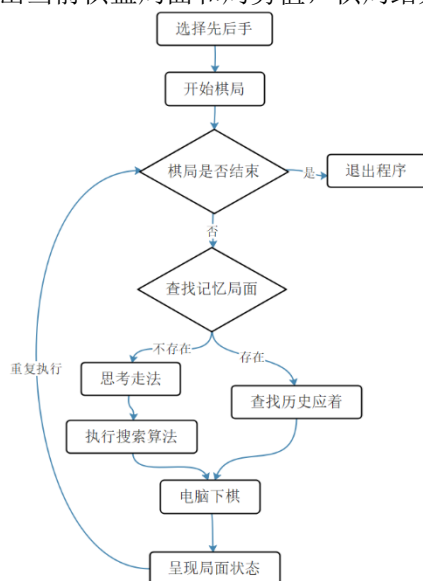 选择先后手
开始棋局
棋局是否结束
是
退出程序
否
查找记忆局面
不存在
存在
重复执行
思考走法
查找历史应着
执行搜索算法
电脑下棋
呈现局面状态